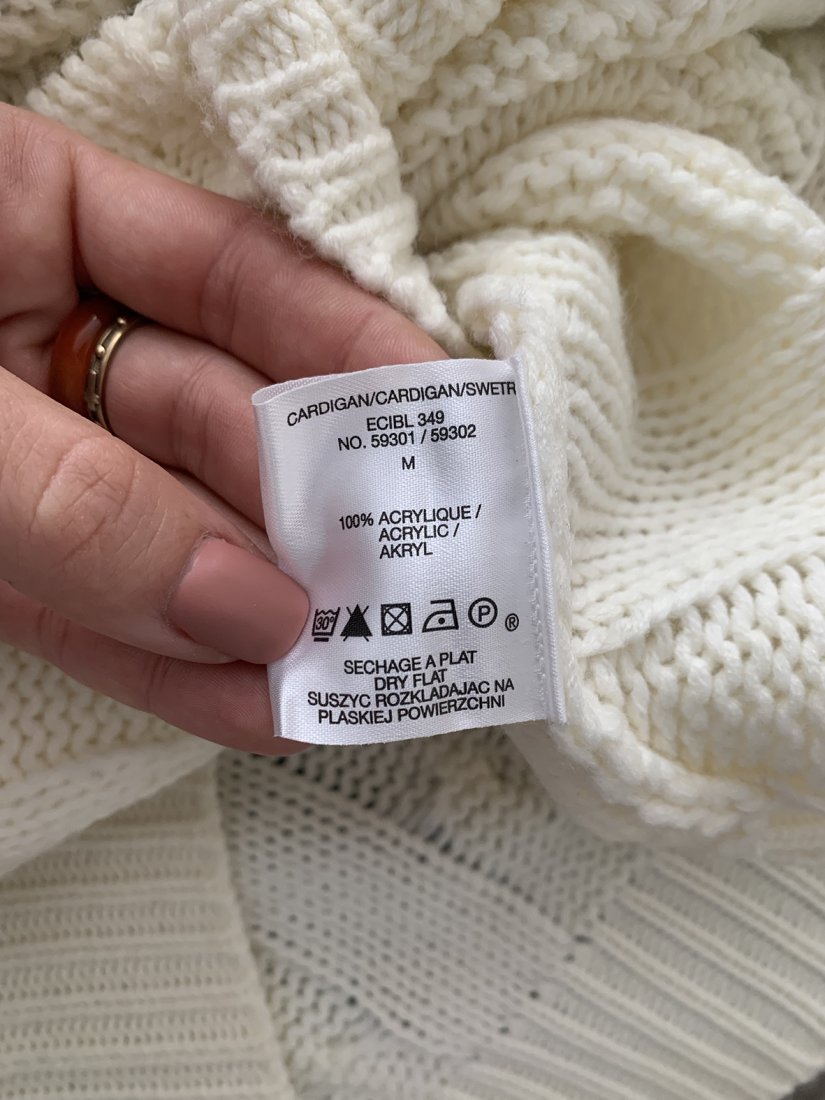 CARDIGAN/CARDIGAN/SWETR
ECIBL 349
NO. 59301 / 59302
M
100% ACRYLIQUE /
ACRYLIC /
AKRYL
30° P ®
SECHAGE A PLAT
DRY FLAT
SUSZYC ROZKLADAJAC NA
PLASKIEJ POWIERZCHNI